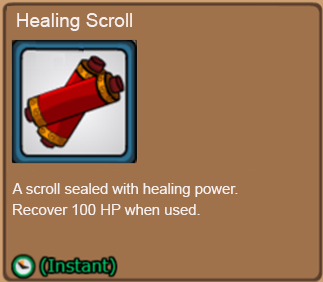 Healing Scroll
A scroll sealed with healing power.
Recover 100 HP when used.
(Instant)